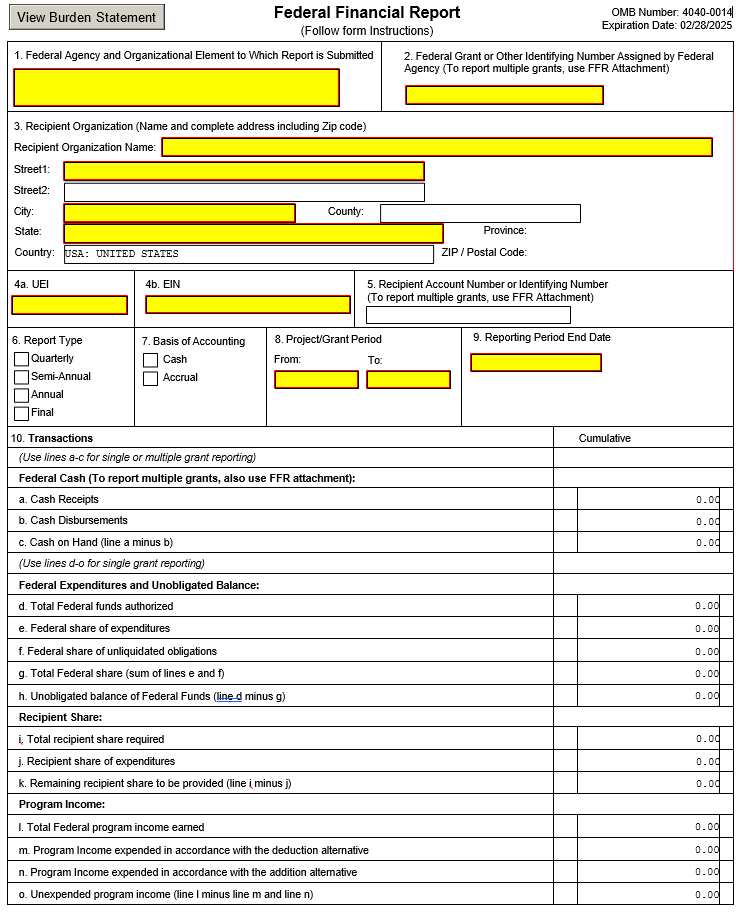 View Burden Statement
Federal Financial Report
(Follow form Instructions)
OMB Number: 4040-0014
Expiration Date: 02/28/2025
1. Federal Agency and Organizational Element to Which Report is Submitted
2. Federal Grant or Other Identifying Number Assigned by Federal
Agency (To report multiple grants, use FFR Attachment)
3. Recipient Organization (Name and complete address including Zip code)
Recipient Organization Name:
Street1:
Street2:
City:
County:
State:
Province:
Country:
USA: UNITED STATES
ZIP / Postal Code:
4a. UEI
4b. EIN
5. Recipient Account Number or Identifying Number
(To report multiple grants, use FFR Attachment)
6. Report Type
Quarterly
Semi-Annual
Annual
Final
7. Basis of Accounting
Cash
Accrual
8. Project/Grant Period
From:
To:
9. Reporting Period End Date
10. Transactions
Cumulative
(Use lines a-c for single or multiple grant reporting)
Federal Cash (To report multiple grants, also use FFR attachment):
a. Cash Receipts 0.00
b. Cash Disbursements 0.00
c. Cash on Hand (line a minus b) 0.00
(Use lines d-o for single grant reporting)
Federal Expenditures and Unobligated Balance:
d. Total Federal funds authorized 0.00
e. Federal share of expenditures 0.00
f. Federal share of unliquidated obligations 0.00
g. Total Federal share (sum of lines e and f) 0.00
h. Unobligated balance of Federal Funds (line d minus g) 0.00
Recipient Share:
i. Total recipient share required 0.00
j. Recipient share of expenditures 0.00
k. Remaining recipient share to be provided (line i minus j) 0.00
Program Income:
l. Total Federal program income earned 0.00
m. Program Income expended in accordance with the deduction alternative 0.00
n. Program Income expended in accordance with the addition alternative 0.00
o. Unexpended program income (line l minus line m and line n) 0.00